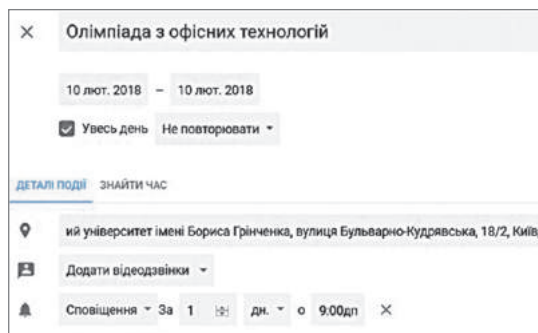 Олімпіада з офісних технологій
10 лют. 2018 – 10 лют. 2018
Увесь день Не повторювати
ДЕТАЛІ ПОДІЇ ЗНАЙТИ ЧАС
ий університет імені Бориса Грінченка, вулиця Бульварно-Кудрявська, 18/2, Київ,
Додати відеодзвінки
Сповіщення За 1 дн. о 9:00дп